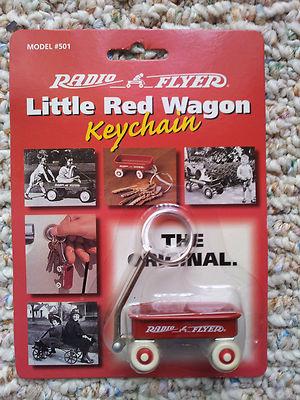 MODEL #501
RADIO FLYER
Little Red Wagon
Keychain
THE
ORIGINAL.
RADIO FLYER